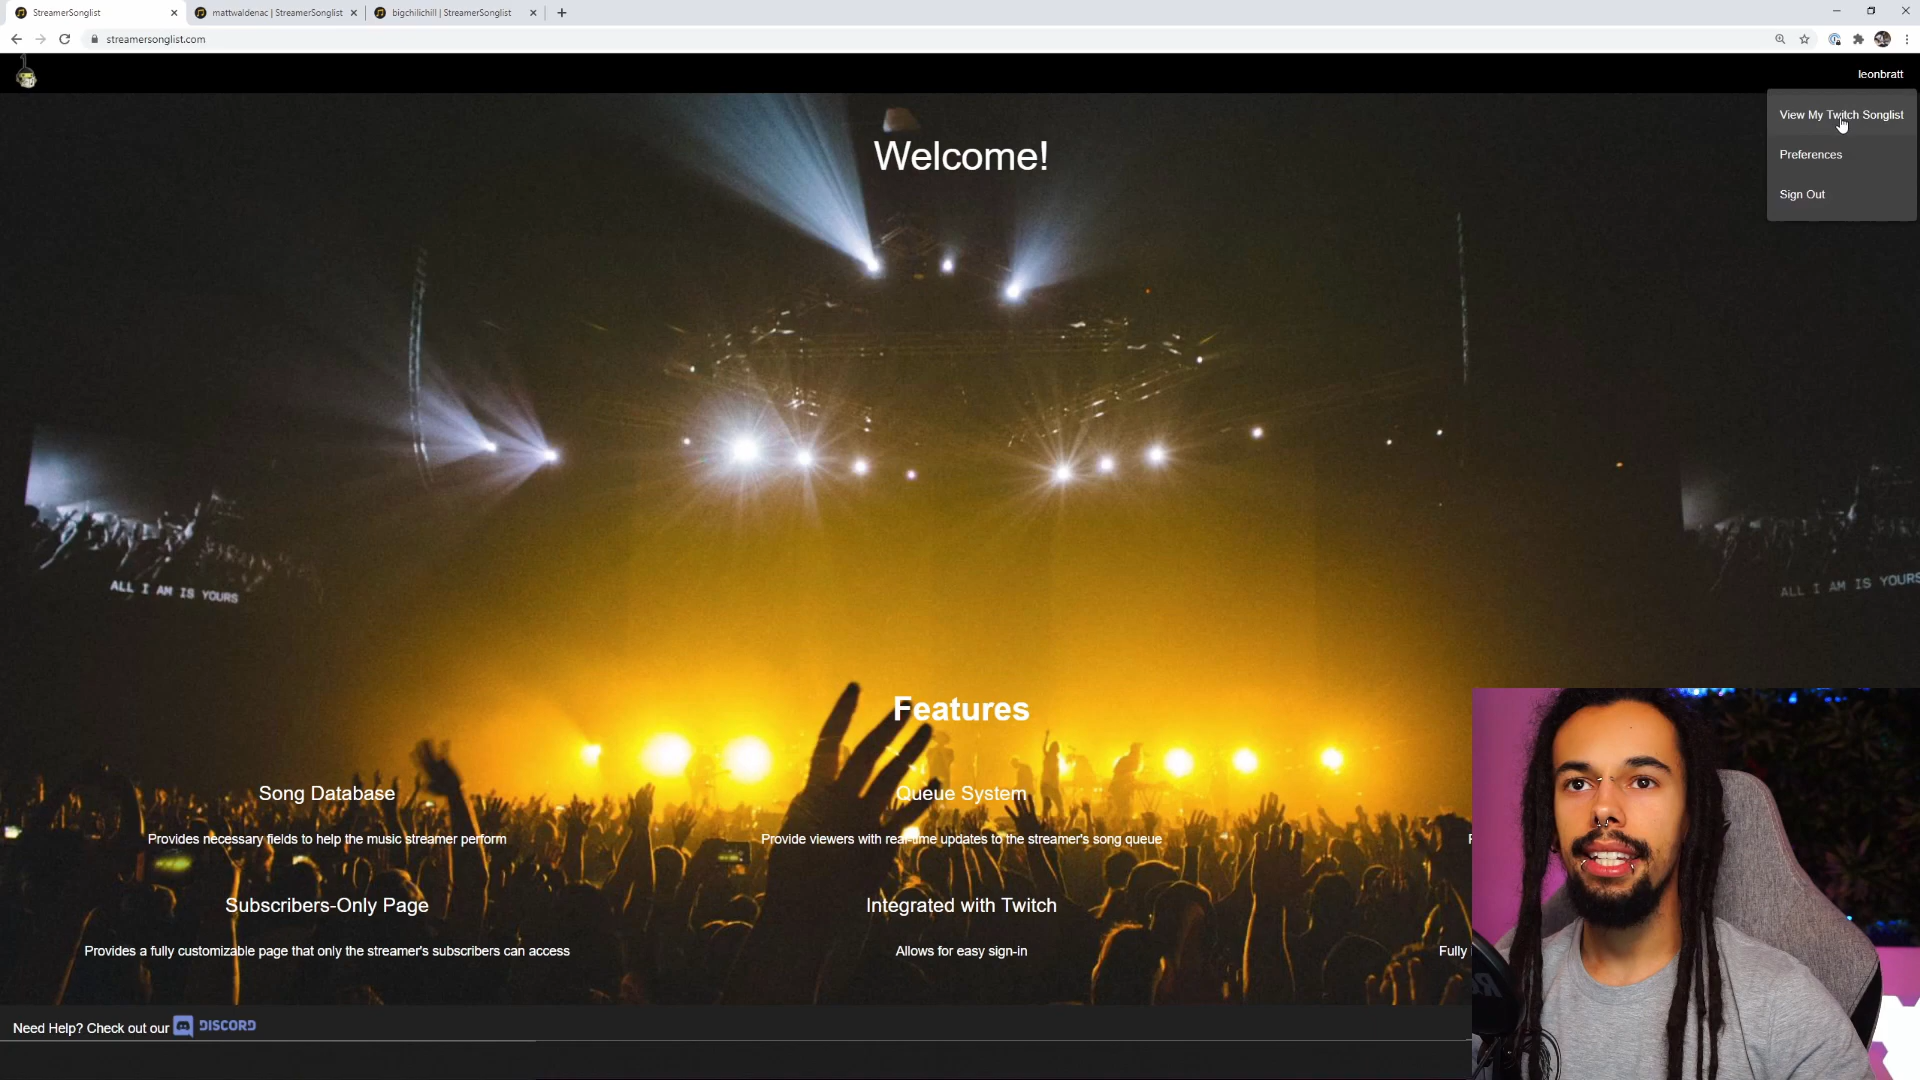 StreamerSonglist
mattwaldenac | StreamerSonglist
bigchilichill | StreamerSonglist
streamersonglist.com
leonbratt
View My Twitch Songlist
Preferences
Sign Out
Welcome!
ALL I AM IS YOURS
ALL I AM IS YOURS
Features
Song Database
Queue System
Provides necessary fields to help the music streamer perform
Provide viewers with real-time updates to the streamer's song queue
Subscribers-Only Page
Integrated with Twitch
Provides a fully customizable page that only the streamer's subscribers can access
Allows for easy sign-in
Fully
Need Help? Check out our DISCORD